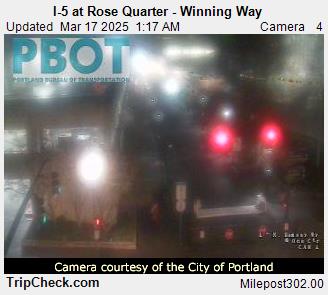 I-5 at Rose Quarter - Winning Way
Updated Mar 17 2025 1:17 AM Camera 4
PBOT
PORTLAND BUREAU OF TRANSPORTATION
Camera courtesy of the City of Portland
TripCheck.com Milepost302.00